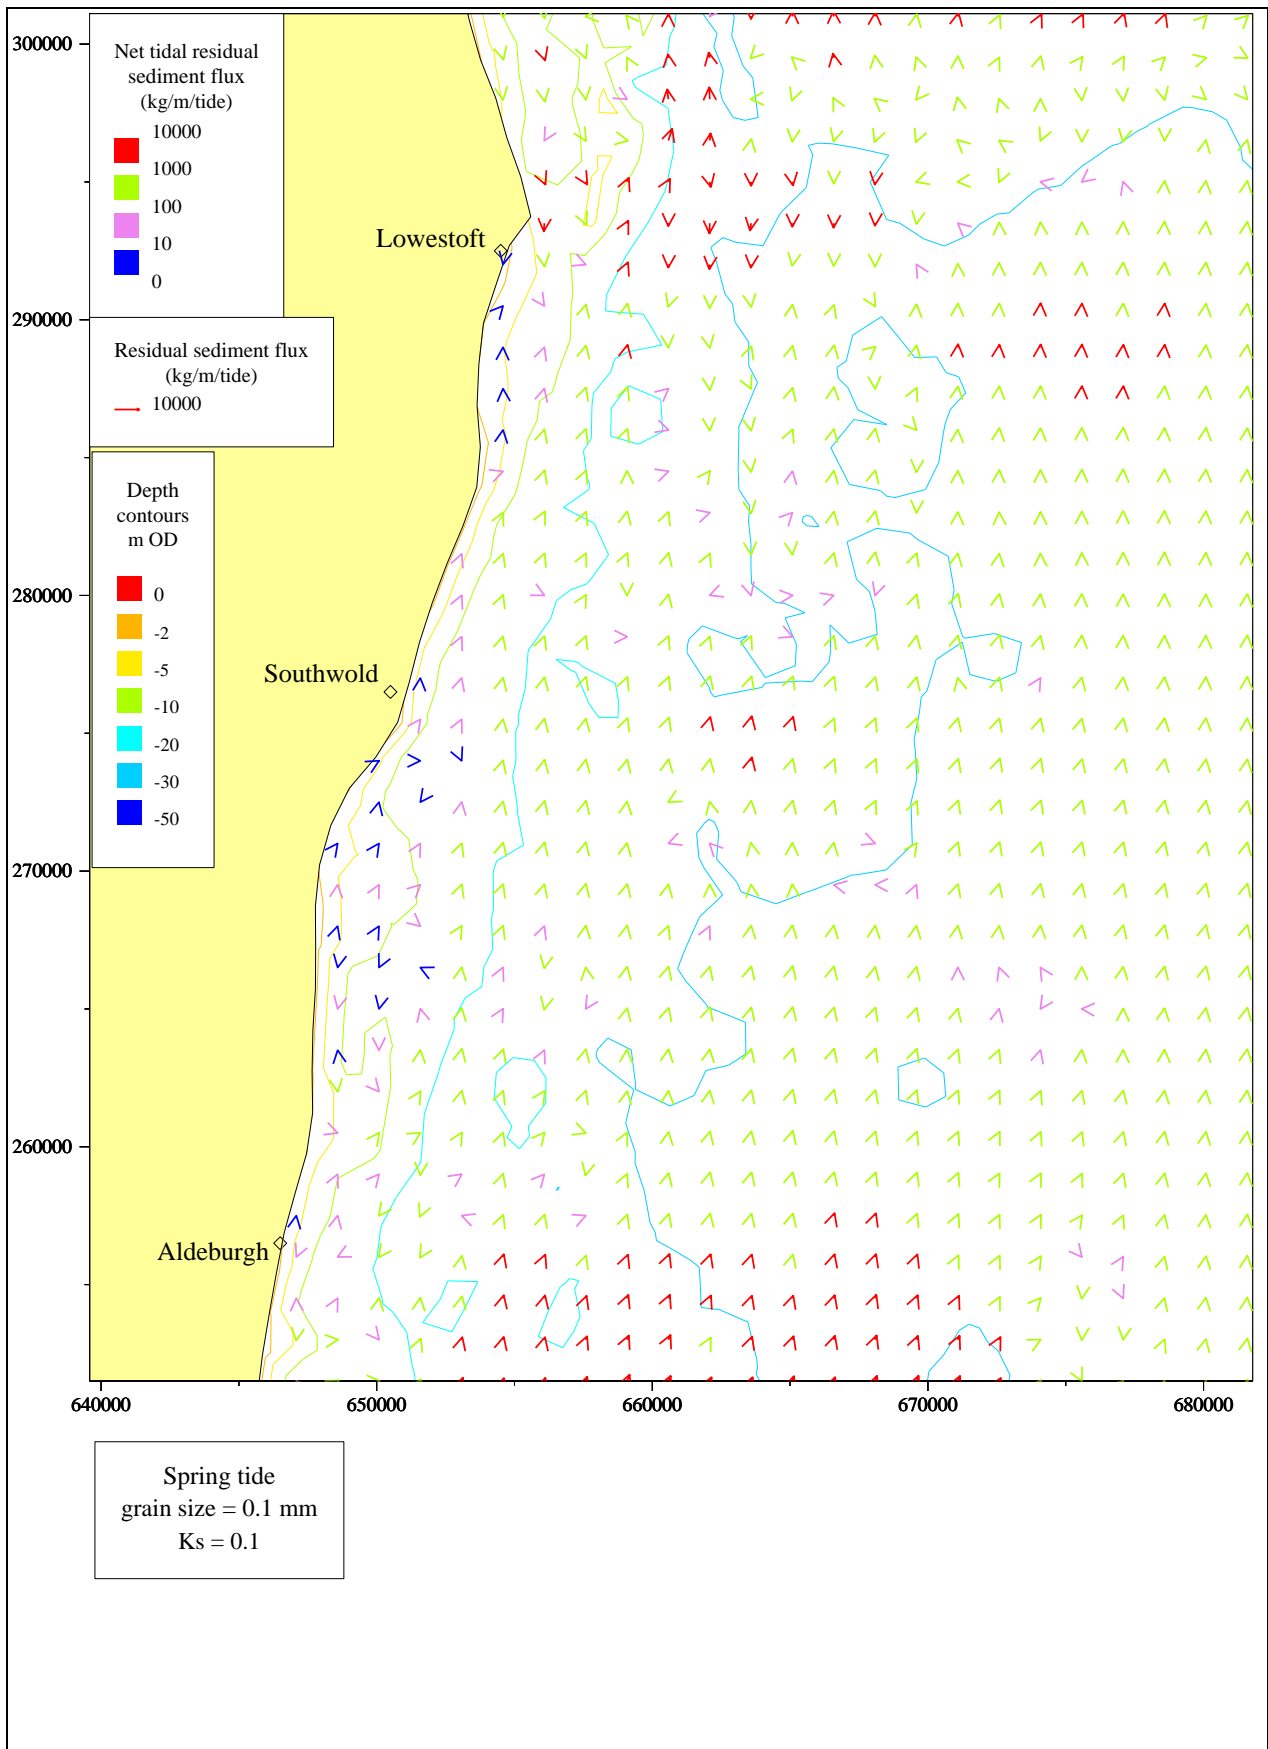 Net tidal residual
sediment flux
(kg/m/tide)
10000
1000
100
10
0
Residual sediment flux
(kg/m/tide)
10000
Depth
contours
m OD
0
-2
-5
-10
-20
-30
-50
300000
290000
280000
270000
260000
Lowestoft
Southwold
Aldeburgh
640000 650000 660000 670000 680000
Spring tide
grain size = 0.1 mm
Ks = 0.1